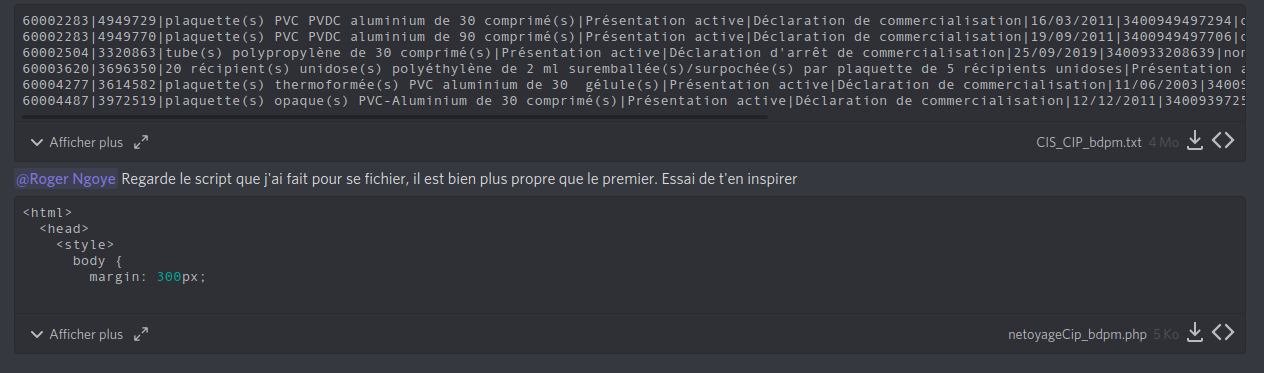 60002283|4949729|plaquette(s) PVC PVDC aluminium de 30 comprimé(s)|Présentation active|Déclaration de commercialisation|16/03/2011|3400949497294|
60002283|4949770|plaquette(s) PVC PVDC aluminium de 90 comprimé(s)|Présentation active|Déclaration de commercialisation|19/09/2011|3400949497706|
60002504|3320863|tube(s) polypropylène de 30 comprimé(s)|Présentation active|Déclaration d'arrêt de commercialisation|25/09/2019|3400933208639|non
60003620|3696350|20 récipient(s) unidose(s) polyéthylène de 2 ml suremballée(s)/surpochée(s) par plaquette de 5 récipients unidoses|Présentation a
60004277|3614582|plaquette(s) thermoformée(s) PVC aluminium de 30  gélule(s)|Présentation active|Déclaration de commercialisation|11/06/2003|34009
60004487|3972519|plaquette(s) opaque(s) PVC-Aluminium de 30 comprimé(s)|Présentation active|Déclaration de commercialisation|12/12/2011|340093972
Afficher plus
CIS_CIP_bdpm.txt 4 Mo
@Roger Ngoye Regarde le script que j'ai fait pour se fichier, il est bien plus propre que le premier. Essai de t'en inspirer
<html>
<head>
<style>
body {
margin: 300px;
Afficher plus
netoyageCip_bdpm.php 5 Ko